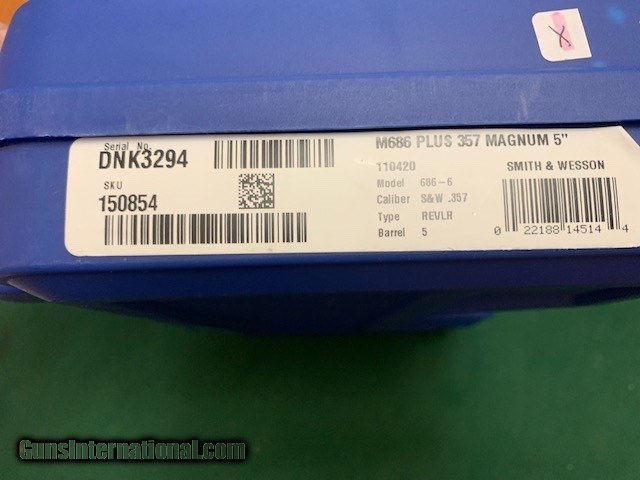 X.
Serial No.
DNK3294
SKU
150854
M686 PLUS 357 MAGNUM 5"
110420
SMITH & WESSON
Model 686-6
Caliber S&W .357
Type REVLR
Barrel 5
0 22188 14514 4
GunsInternational.com